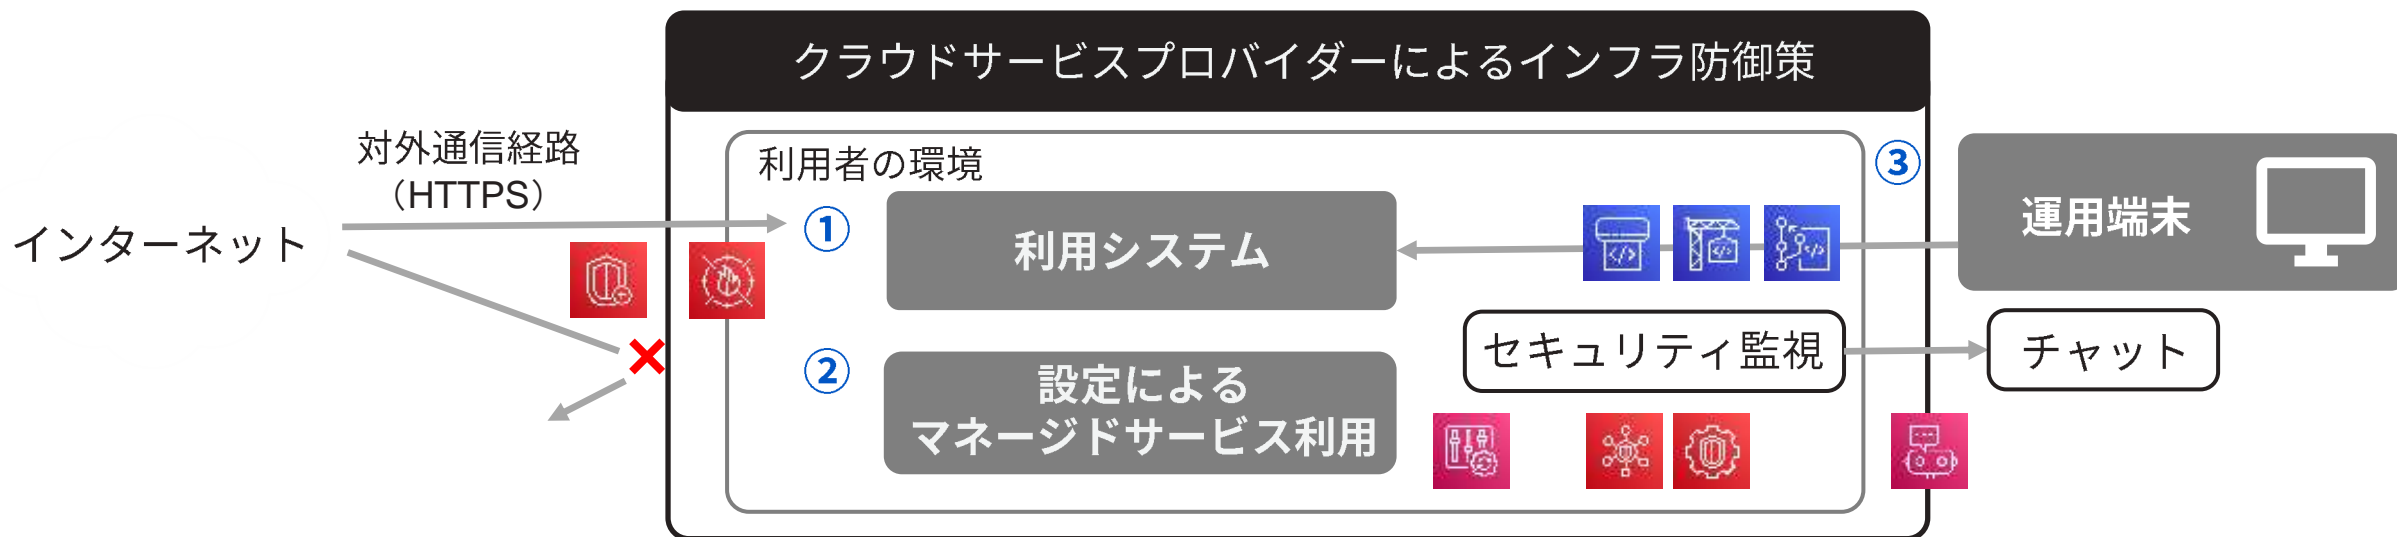 クラウドサービスプロバイダーによるインフラ防御策
対外通信経路
（HTTPS）
インターネット
利用者の環境
①
利用システム
②
設定による
マネージドサービス利用
③
運用端末
セキュリティ監視
チャット